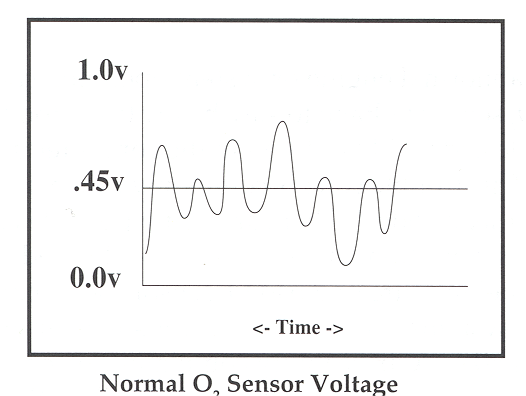 1.0v
.45v
0.0v
<- Time ->
Normal O₂ Sensor Voltage